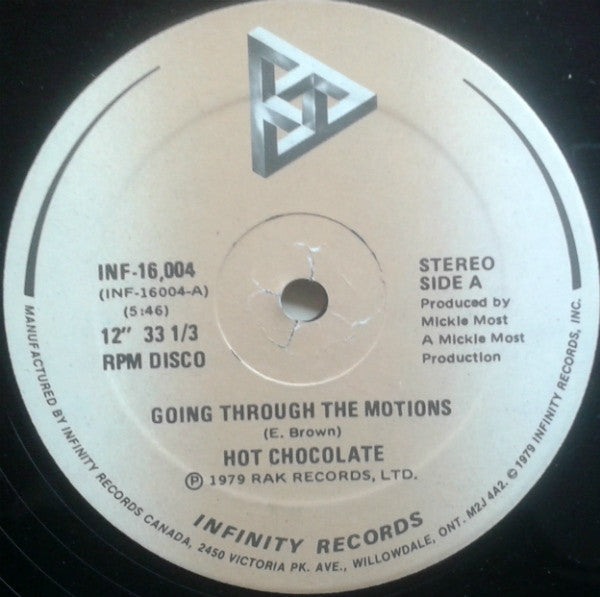 INF-16,004
(INF-16004-A)
(5:46)
12" 33 1/3
RPM DISCO
STEREO
SIDE A
Produced by
Mickie Most
A Mickie Most
Production
GOING THROUGH THE MOTIONS
(E. Brown)
HOT CHOCOLATE
Ⓟ 1979 RAK RECORDS, LTD.
INFINITY RECORDS
MANUFACTURED BY INFINITY RECORDS CANADA, 2450 VICTORIA PK. AVE., WILLOWDALE, ONT. M2J 4A2. © 1979 INFINITY RECORDS, INC.